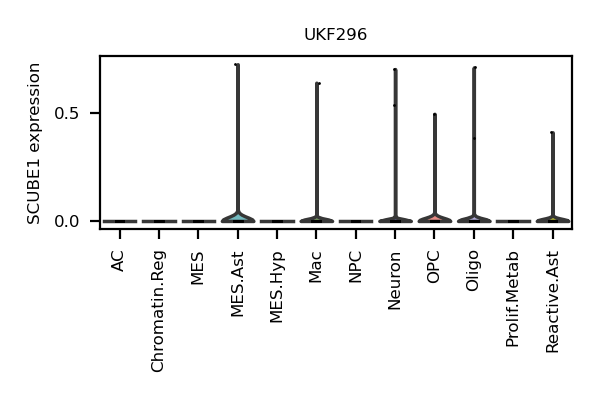 UKF296
SCUBE1 expression
0.5
0.0
AC
Chromatin.Reg
MES
MES.Ast
MES.Hyp
Mac
NPC
Neuron
OPC
Oligo
Prolif.Metab
Reactive.Ast